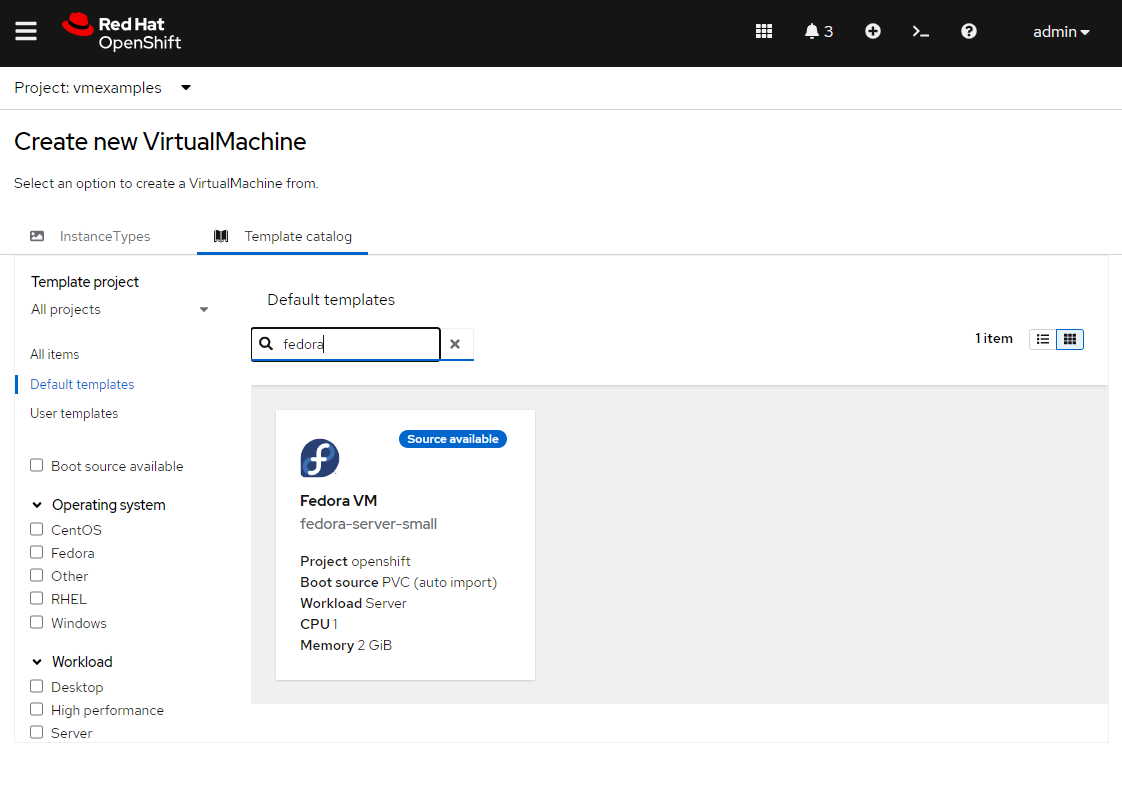 Red Hat
OpenShift
3
admin
Project: vmexamples
Create new VirtualMachine
Select an option to create a VirtualMachine from.
InstanceTypes
Template catalog
Template project
All projects
All items
Default templates
User templates
Boot source available
Operating system
CentOS
Fedora
Other
RHEL
Windows
Workload
Desktop
High performance
Server
Default templates
fedora
1 item
Source available
Fedora VM
fedora-server-small
Project openshift
Boot source PVC (auto import)
Workload Server
CPU 1
Memory 2 GiB